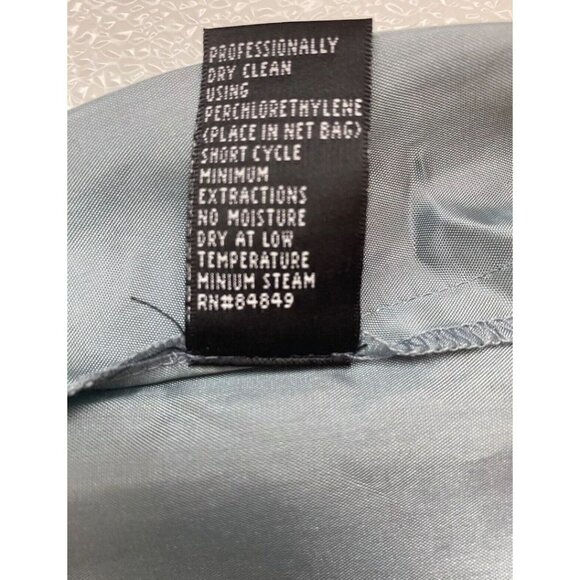 PROFESSIONALLY
DRY CLEAN
USING
PERCHLORETHYLENE
(PLACE IN NET BAG)
SHORT CYCLE
MINIMUM
EXTRACTIONS
NO MOISTURE
DRY AT LOW
TEMPERATURE
MINIUM STEAM
RN#84849